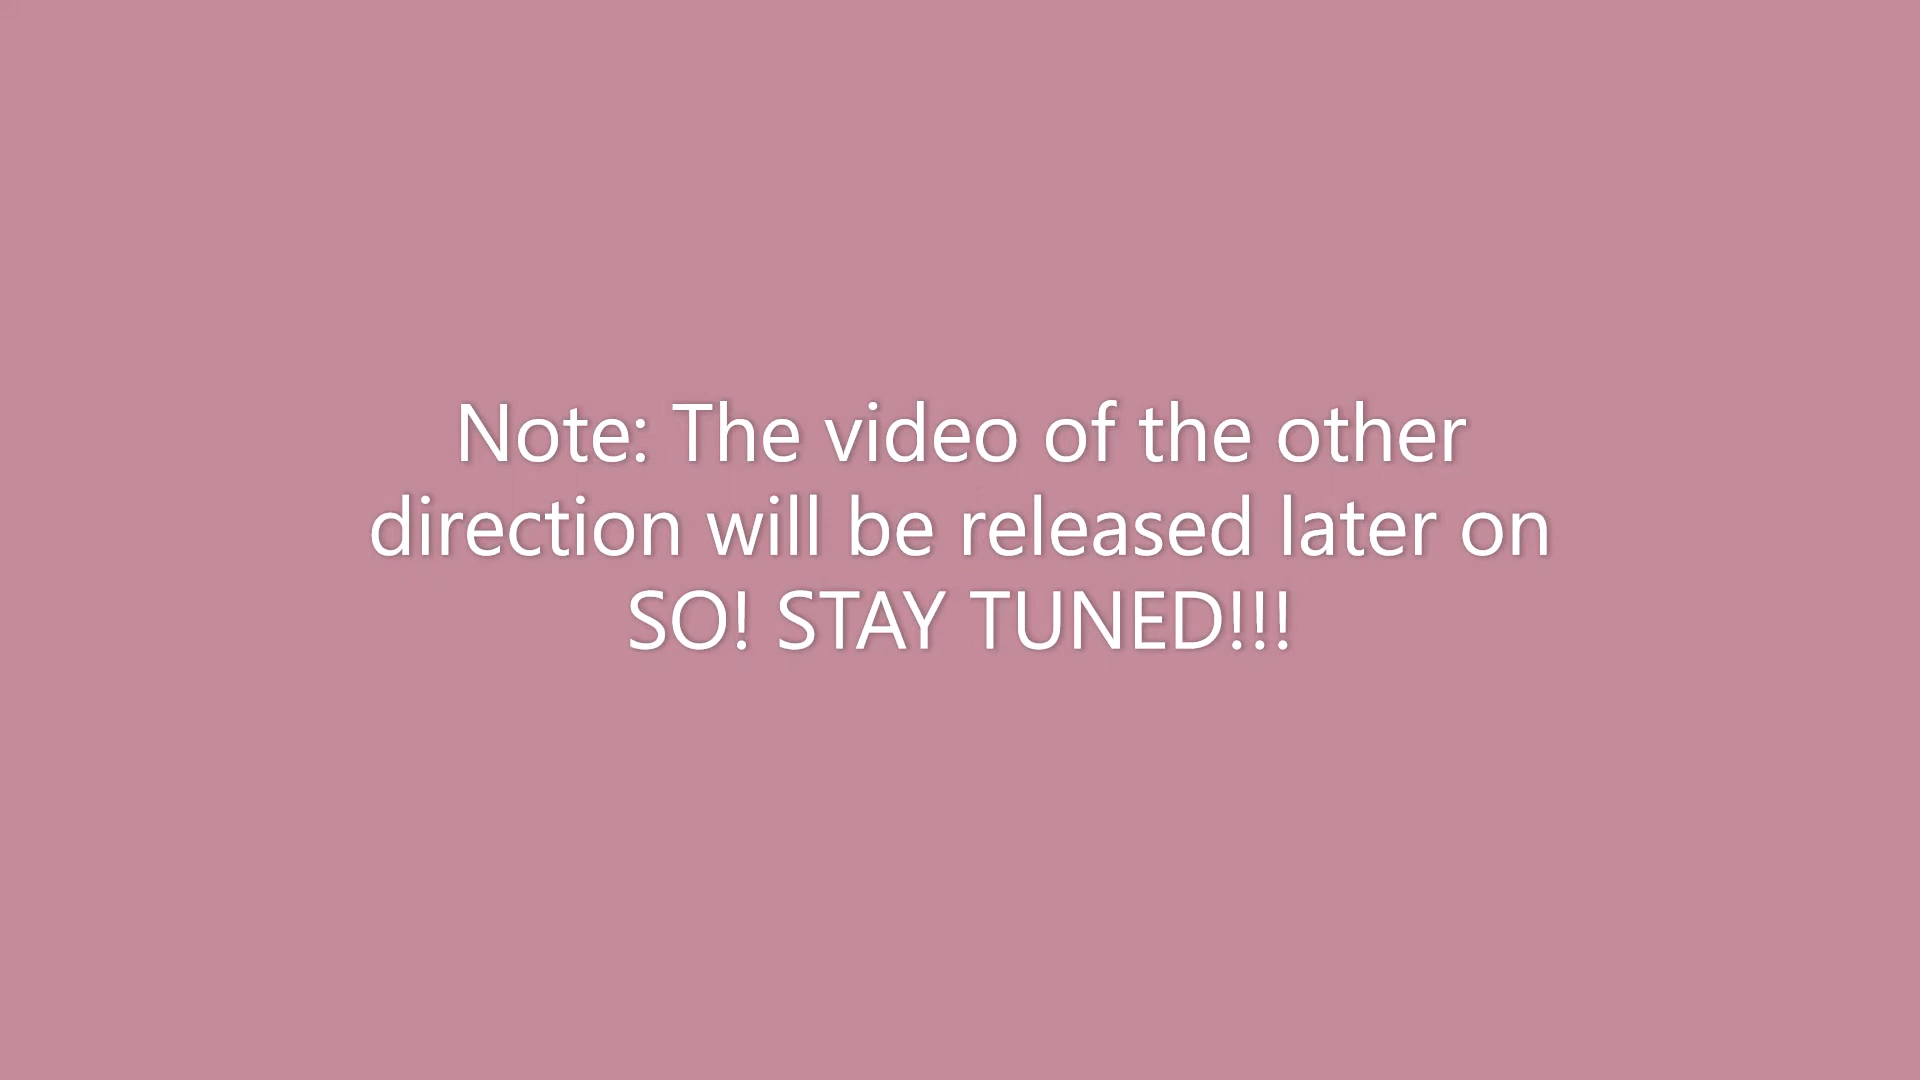 Note: The video of the other
direction will be released later on
SO! STAY TUNED!!!